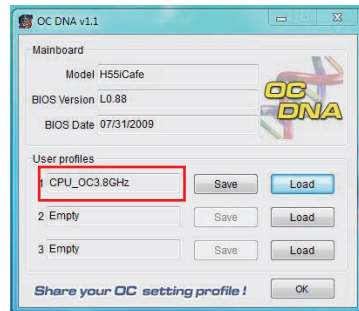 OC DNA v1.1
Mainboard
Model H55iCafe
BIOS Version L0.88
BIOS Date 07/31/2009
OC
DNA
User profiles
1 CPU_OC3.8GHz Save Load
2 Empty Save Load
3 Empty Save Load
Share your OC setting profile ! OK